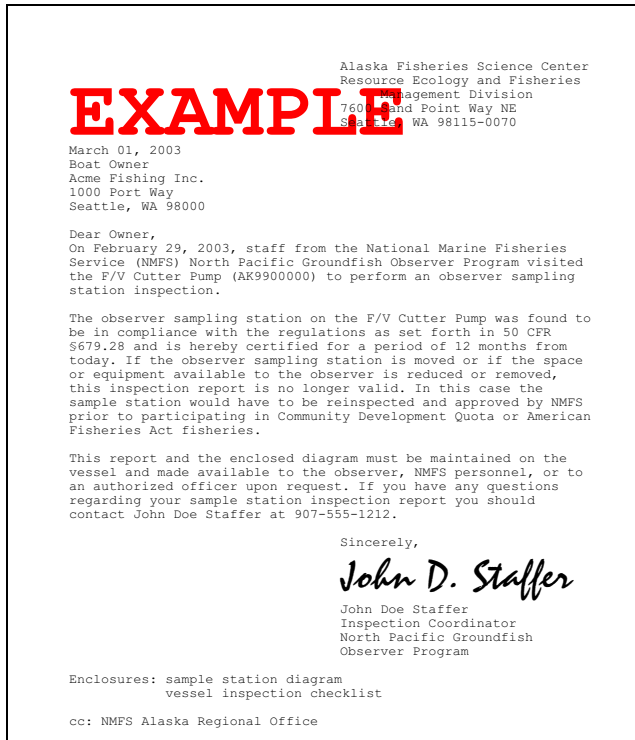 Alaska Fisheries Science Center
Resource Ecology and Fisheries
Management Division
7600 Sand Point Way NE
Seattle, WA 98115-0070
EXAMPLE
March 01, 2003
Boat Owner
Acme Fishing Inc.
1000 Port Way
Seattle, WA 98000
Dear Owner,
On February 29, 2003, staff from the National Marine Fisheries
Service (NMFS) North Pacific Groundfish Observer Program visited
the F/V Cutter Pump (AK9900000) to perform an observer sampling
station inspection.
The observer sampling station on the F/V Cutter Pump was found to
be in compliance with the regulations as set forth in 50 CFR
§679.28 and is hereby certified for a period of 12 months from
today. If the observer sampling station is moved or if the space
or equipment available to the observer is reduced or removed,
this inspection report is no longer valid. In this case the
sample station would have to be reinspected and approved by NMFS
prior to participating in Community Development Quota or American
Fisheries Act fisheries.
This report and the enclosed diagram must be maintained on the
vessel and made available to the observer, NMFS personnel, or to
an authorized officer upon request. If you have any questions
regarding your sample station inspection report you should
contact John Doe Staffer at 907-555-1212.
Sincerely,
John D. Staffer
John Doe Staffer
Inspection Coordinator
North Pacific Groundfish
Observer Program
Enclosures: sample station diagram
vessel inspection checklist
cc: NMFS Alaska Regional Office